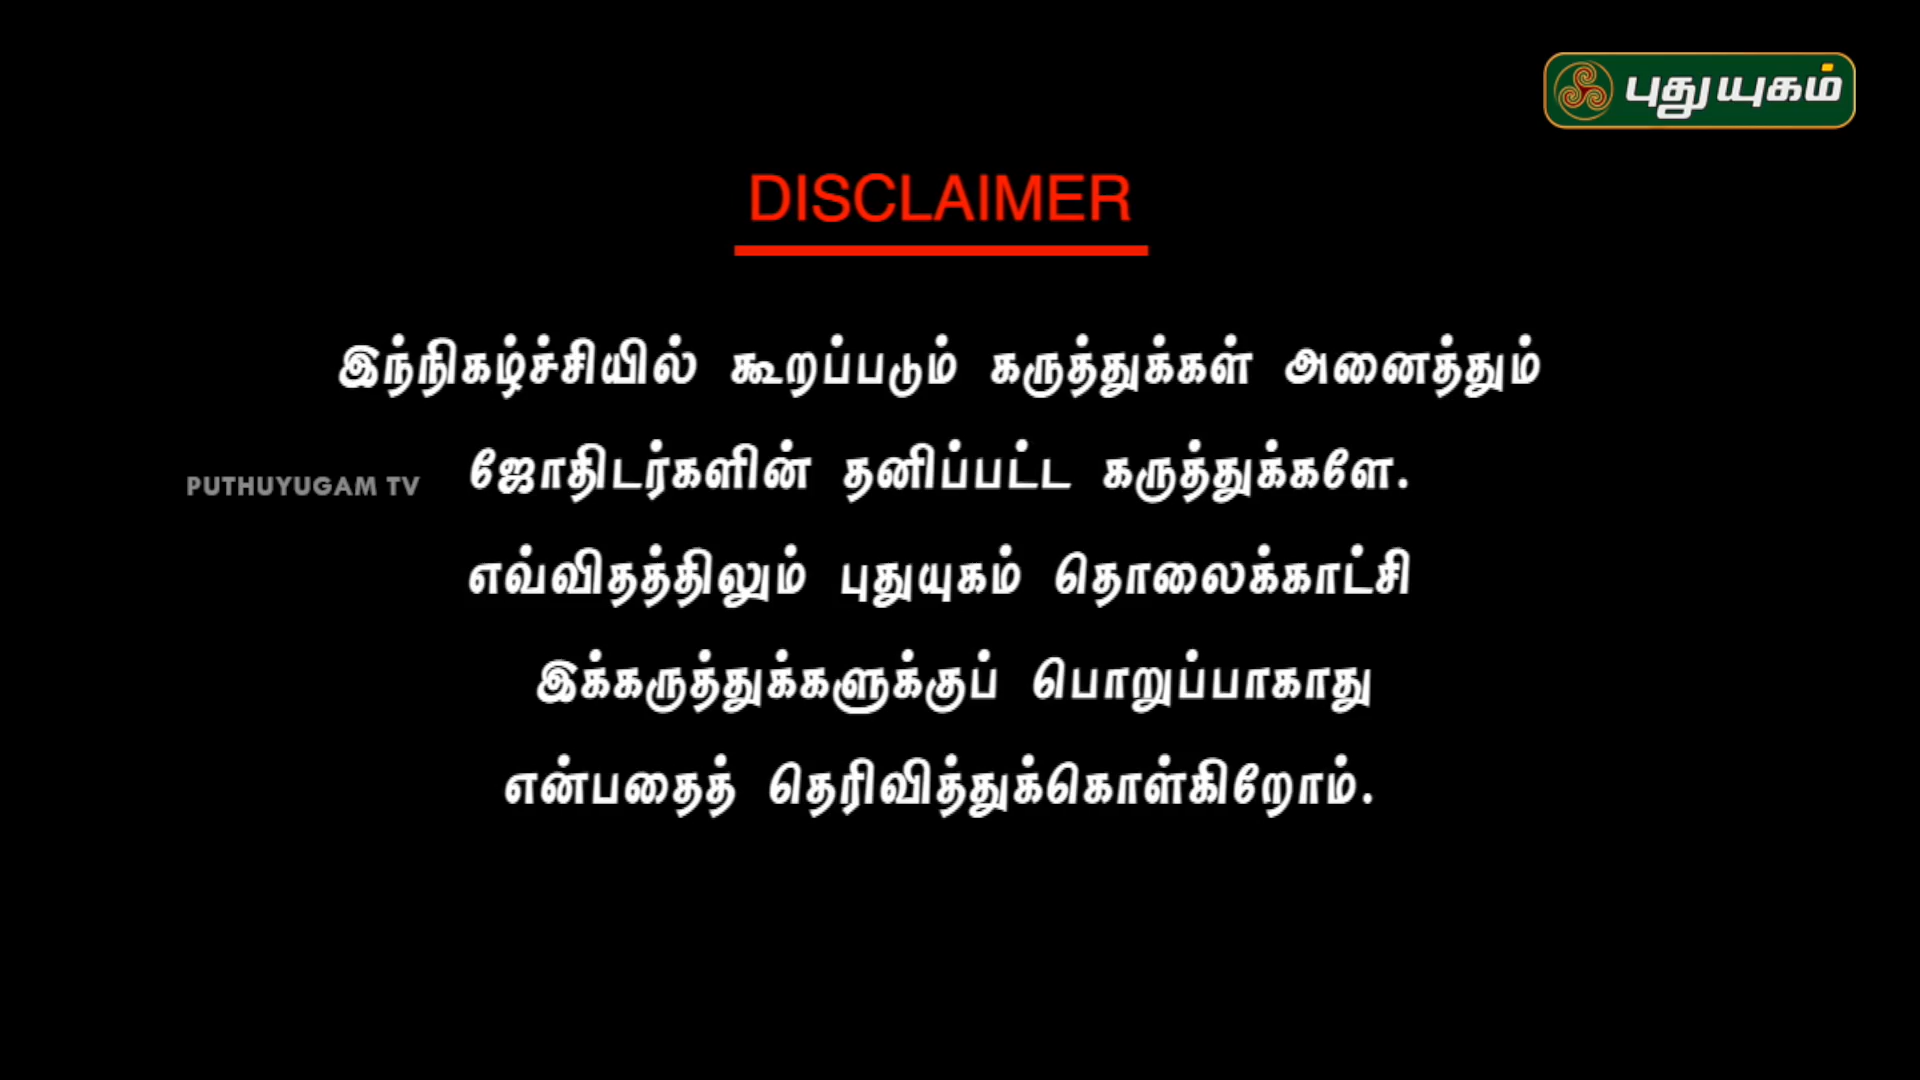 புதுயுகம்
DISCLAIMER
இந்நிகழ்ச்சியில் கூறப்படும் கருத்துக்கள் அனைத்தும்
ஜோதிடர்களின் தனிப்பட்ட கருத்துக்களே.
PUTHUYUGAM TV
எவ்விதத்திலும் புதுயுகம் தொலைக்காட்சி
இக்கருத்துக்களுக்குப் பொறுப்பாகாது
என்பதைத் தெரிவித்துக்கொள்கிறோம்.